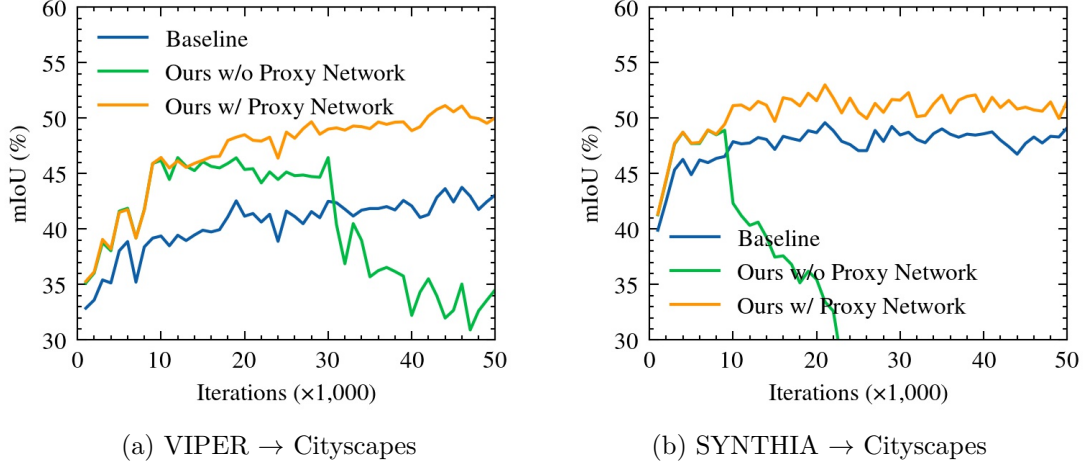 60
55
50
45
40
35
30
mIoU (%)
Baseline
Ours w/o Proxy Network
Ours w/ Proxy Network
0 10 20 30 40 50
Iterations (×1,000)
(a) VIPER → Cityscapes
60
55
50
45
40
35
30
mIoU (%)
Baseline
Ours w/o Proxy Network
Ours w/ Proxy Network
0 10 20 30 40 50
Iterations (×1,000)
(b) SYNTHIA → Cityscapes